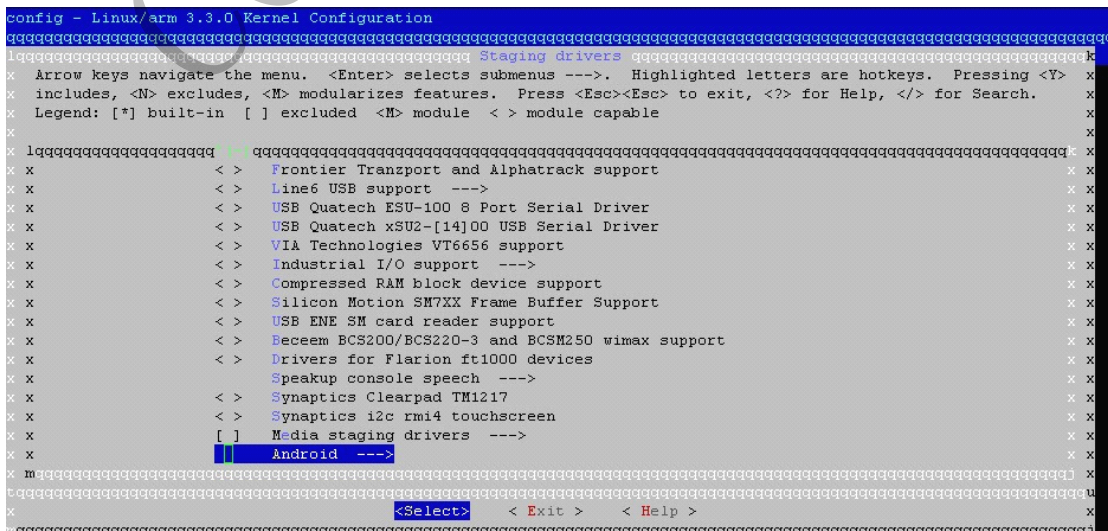 config - Linux/arm 3.3.0 Kernel Configuration
Staging drivers
Arrow keys navigate the menu.  <Enter> selects submenus --->.  Highlighted letters are hotkeys.  Pressing <Y>
includes, <N> excludes, <M> modularizes features.  Press <Esc><Esc> to exit, <?> for Help, </> for Search.
Legend: [*] built-in  [ ] excluded  <M> module  < > module capable
< >   Frontier Tranzport and Alphatrack support
< >   Line6 USB support  --->
< >   USB Quatech ESU-100 8 Port Serial Driver
< >   USB Quatech xSU2-[14]00 USB Serial Driver
< >   VIA Technologies VT6656 support
< >   Industrial I/O support  --->
< >   Compressed RAM block device support
< >   Silicon Motion SM7XX Frame Buffer Support
< >   USB ENE SM card reader support
< >   Beceem BCS200/BCS220-3 and BCSM250 wimax support
< >   Drivers for Flarion ft1000 devices
Speakup console speech  --->
< >   Synaptics Clearpad TM1217
< >   Synaptics i2c rmi4 touchscreen
[ ]   Media staging drivers  --->
Android  --->
<Select>    < Exit >    < Help >